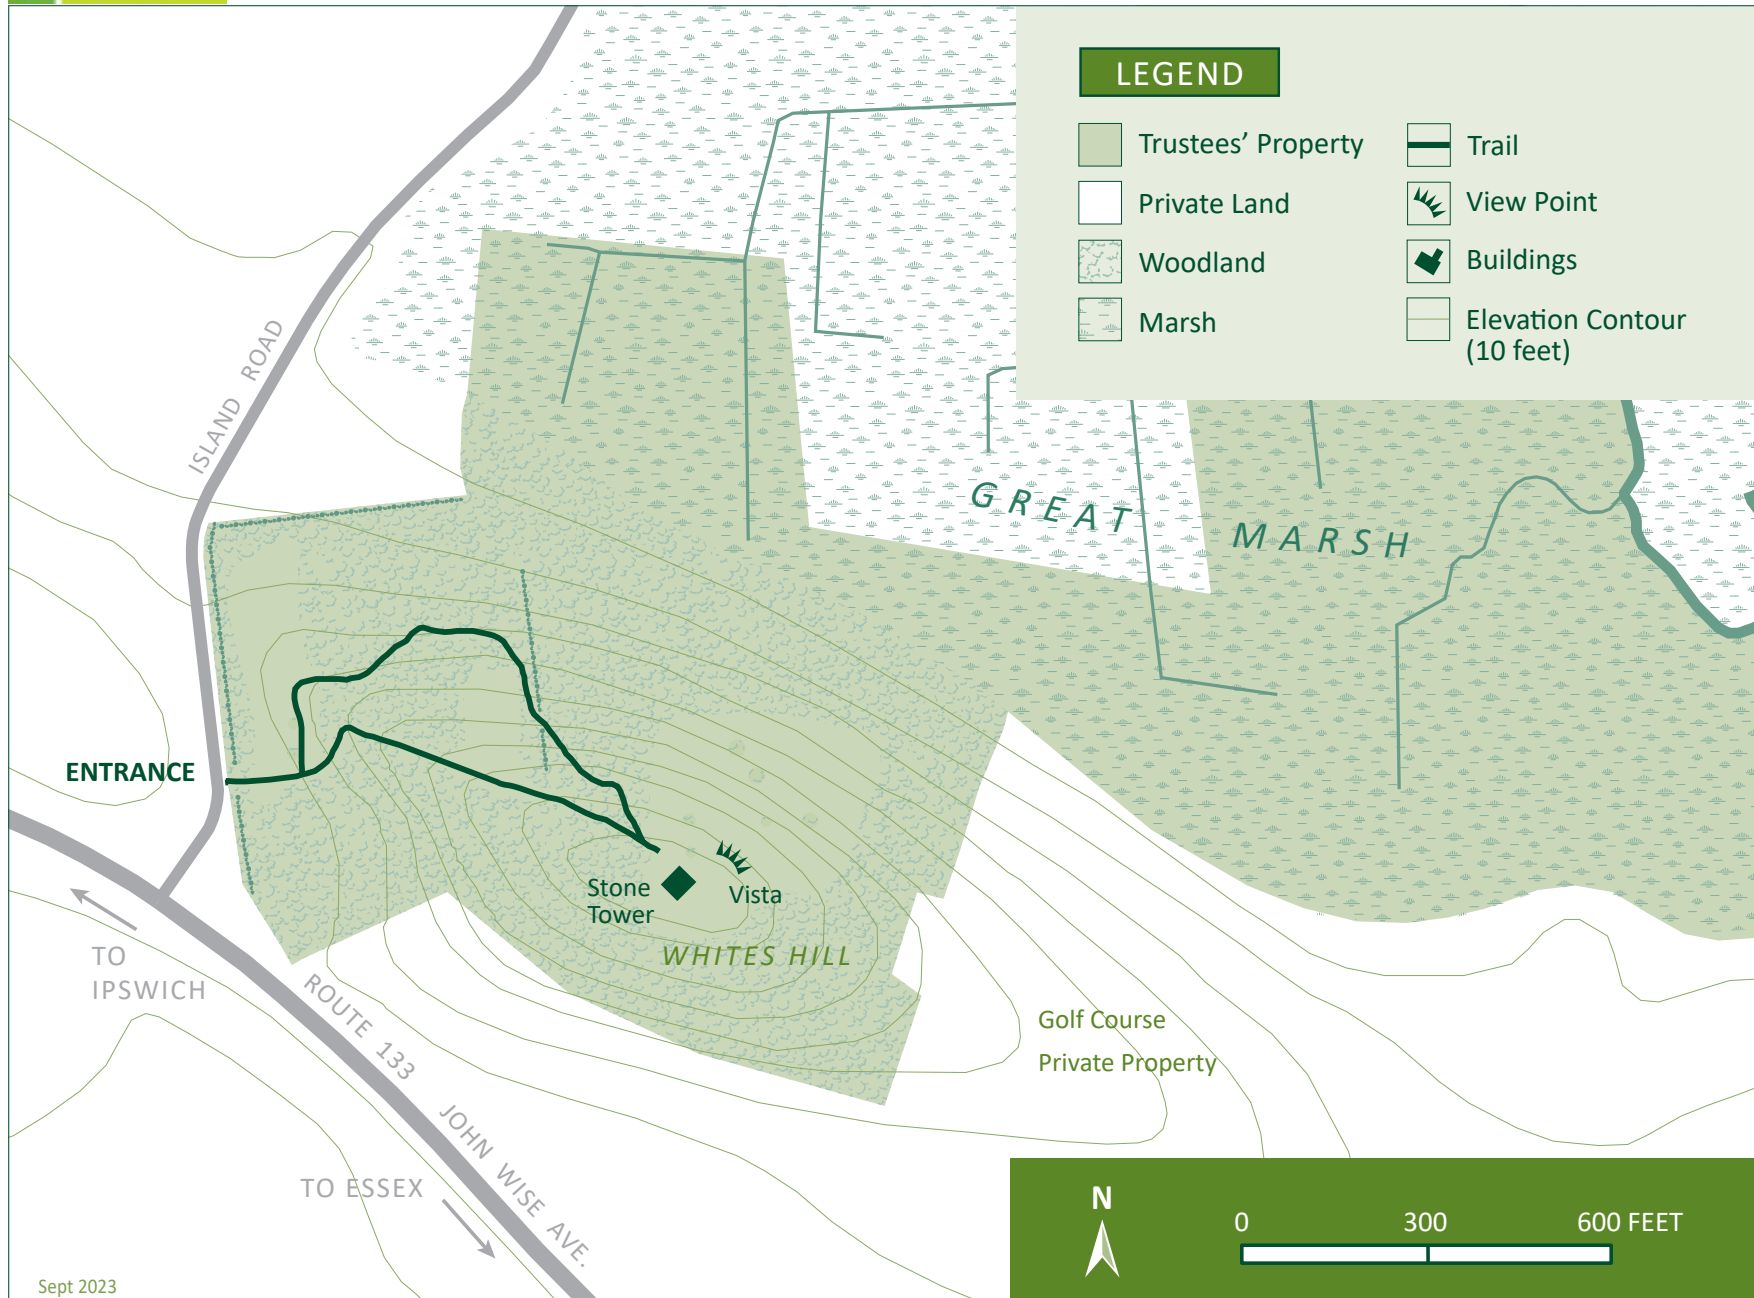 LEGEND
Trustees’ Property
Private Land
Woodland
Marsh
Trail
View Point
Buildings
Elevation Contour
(10 feet)
ISLAND ROAD
GREAT
MARSH
ENTRANCE
Stone
Tower
Vista
WHITES HILL
TO
IPSWICH
ROUTE 133
JOHN WISE AVE.
TO ESSEX
Golf Course
Private Property
N
0 300 600 FEET
Sept 2023